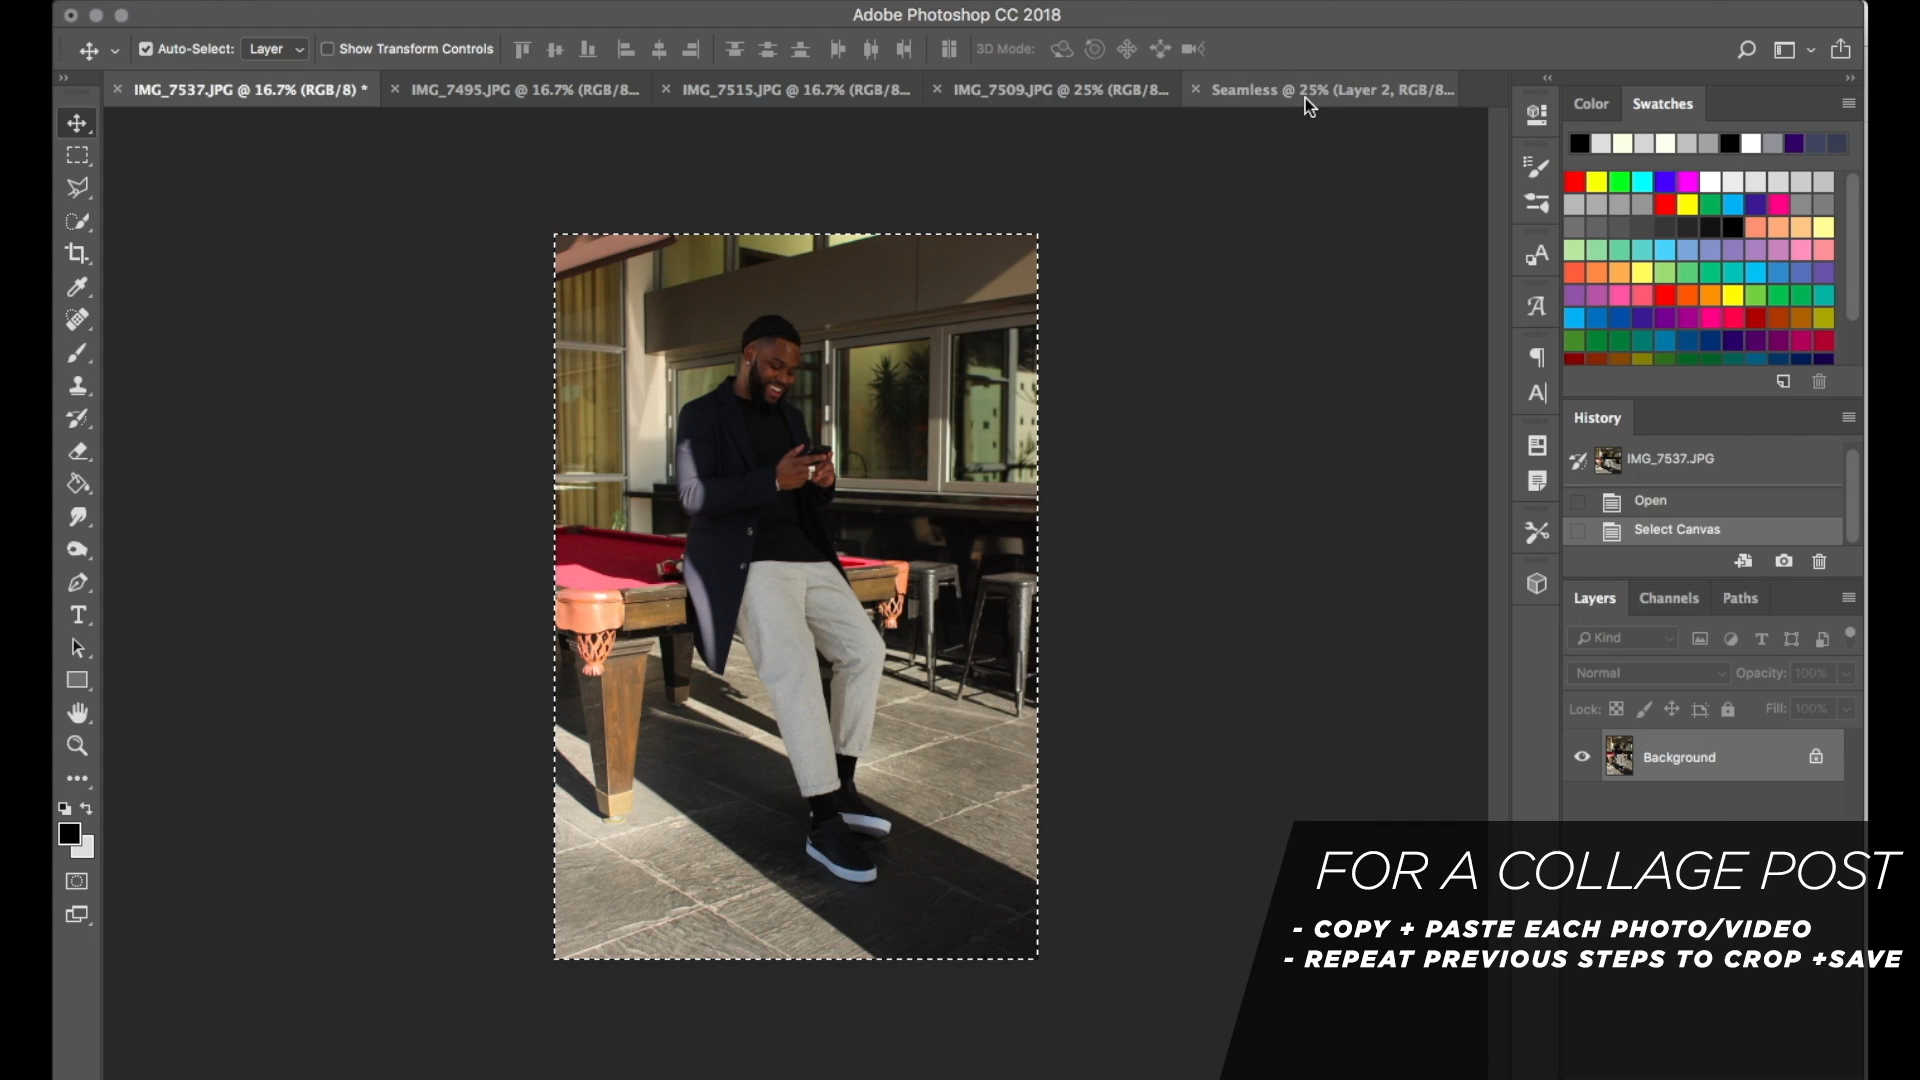 Adobe Photoshop CC 2018
Auto-Select: Layer Show Transform Controls 3D Mode:
IMG_7537.JPG @ 16.7% (RGB/8) * IMG_7495.JPG @ 16.7% (RGB/8... IMG_7515.JPG @ 16.7% (RGB/8... IMG_7509.JPG @ 25% (RGB/8... Seamless @ 25% (Layer 2, RGB/8...
Color Swatches
History
IMG_7537.JPG
Open
Select Canvas
Layers Channels Paths
Kind
Normal Opacity: 100%
Lock: Fill: 100%
Background
FOR A COLLAGE POST
- COPY + PASTE EACH PHOTO/VIDEO
- REPEAT PREVIOUS STEPS TO CROP +SAVE